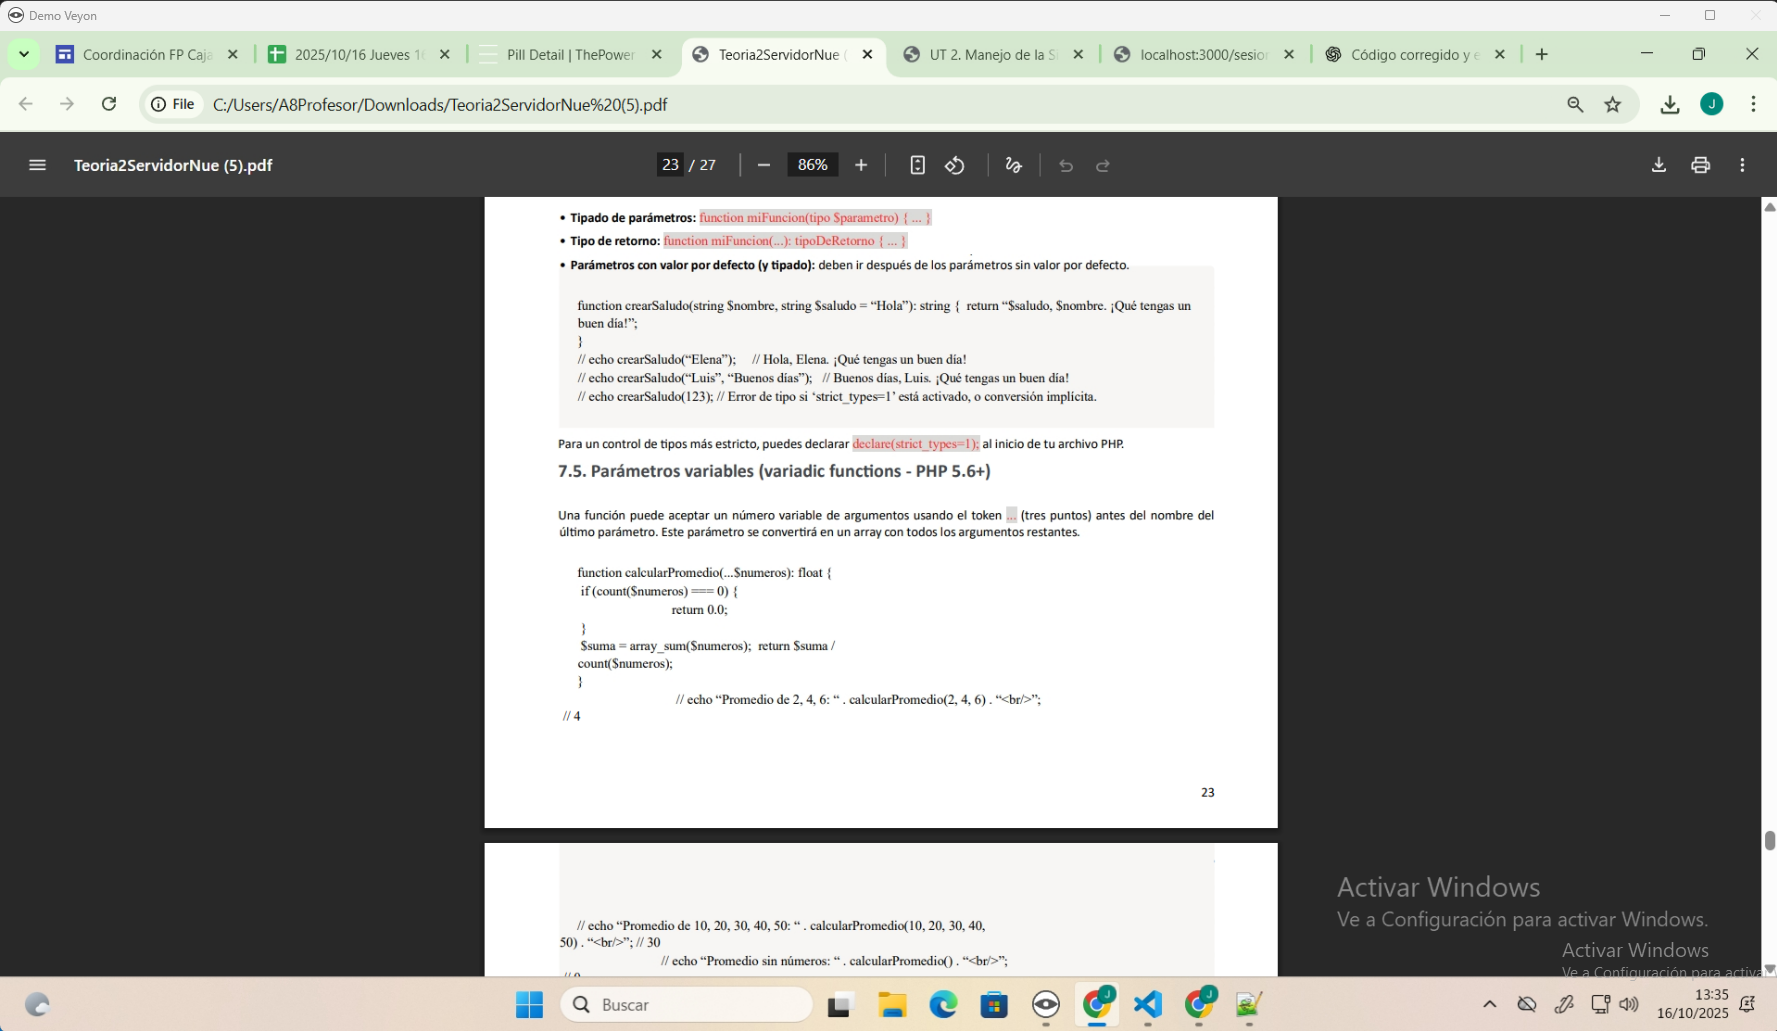 Demo Veyon
Coordinación FP Caja
2025/10/16 Jueves 16
Pill Detail | ThePower
Teoria2ServidorNue (
UT 2. Manejo de la S
localhost:3000/sesion
Código corregido y e
File
C:/Users/A8Profesor/Downloads/Teoria2ServidorNue%20(5).pdf
J
Teoria2ServidorNue (5).pdf
23 / 27
86%
• Tipado de parámetros: function miFuncion(tipo $parametro) { ... }
• Tipo de retorno: function miFuncion(...): tipoDeRetorno { ... }
• Parámetros con valor por defecto (y tipado): deben ir después de los parámetros sin valor por defecto.
function crearSaludo(string $nombre, string $saludo = “Hola”): string { return “$saludo, $nombre. ¡Qué tengas un
buen día!”;
}
// echo crearSaludo(“Elena”); // Hola, Elena. ¡Qué tengas un buen día!
// echo crearSaludo(“Luis”, “Buenos días”); // Buenos días, Luis. ¡Qué tengas un buen día!
// echo crearSaludo(123); // Error de tipo si ‘strict_types=1’ está activado, o conversión implícita.
Para un control de tipos más estricto, puedes declarar declare(strict_types=1); al inicio de tu archivo PHP.
7.5. Parámetros variables (variadic functions - PHP 5.6+)
Una función puede aceptar un número variable de argumentos usando el token ... (tres puntos) antes del nombre del
último parámetro. Este parámetro se convertirá en un array con todos los argumentos restantes.
function calcularPromedio(...$numeros): float {
if (count($numeros) === 0) {
return 0.0;
}
$suma = array_sum($numeros); return $suma /
count($numeros);
}
// echo “Promedio de 2, 4, 6: “ . calcularPromedio(2, 4, 6) . “<br/>”;
// 4
23
// echo “Promedio de 10, 20, 30, 40, 50: “ . calcularPromedio(10, 20, 30, 40,
50) . “<br/>”; // 30
// echo “Promedio sin números: “ . calcularPromedio() . “<br/>”;
// 0
Activar Windows
Ve a Configuración para activar Windows.
Activar Windows
Ve a Configuración para activar
Buscar
J
J
13:35
16/10/2025